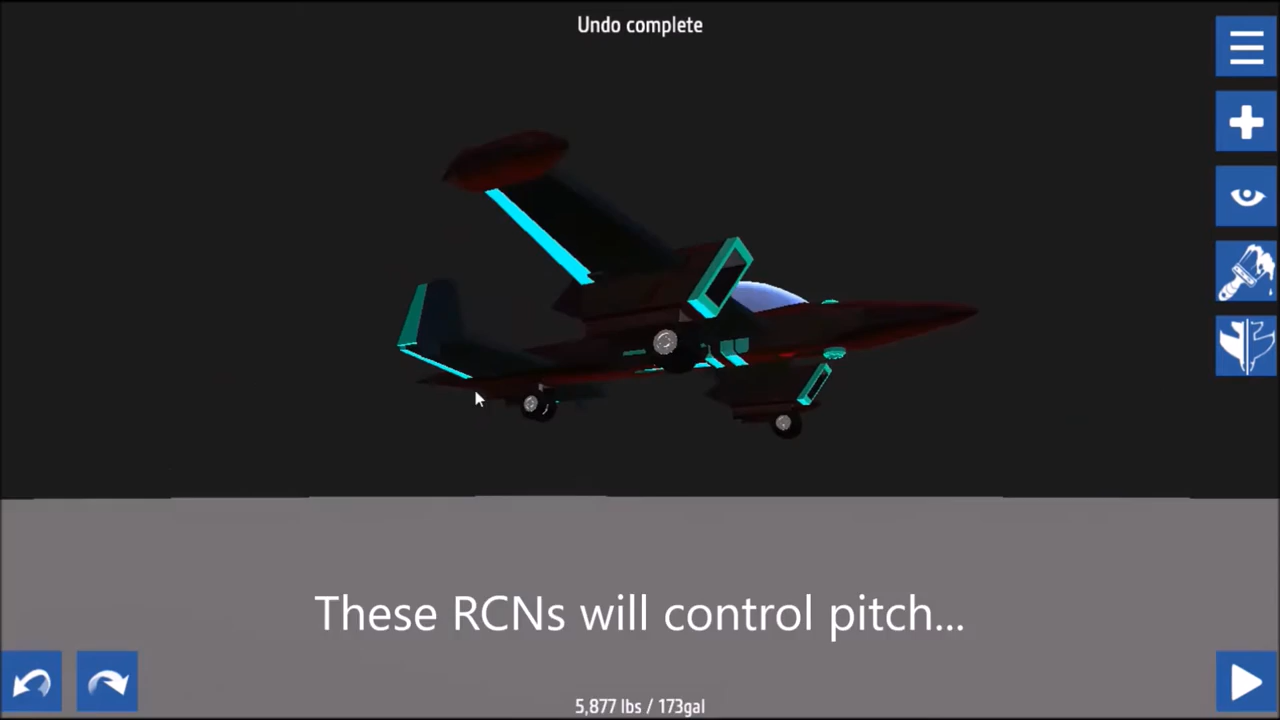 Undo complete
These RCNs will control pitch...
5,877 lbs / 173gal